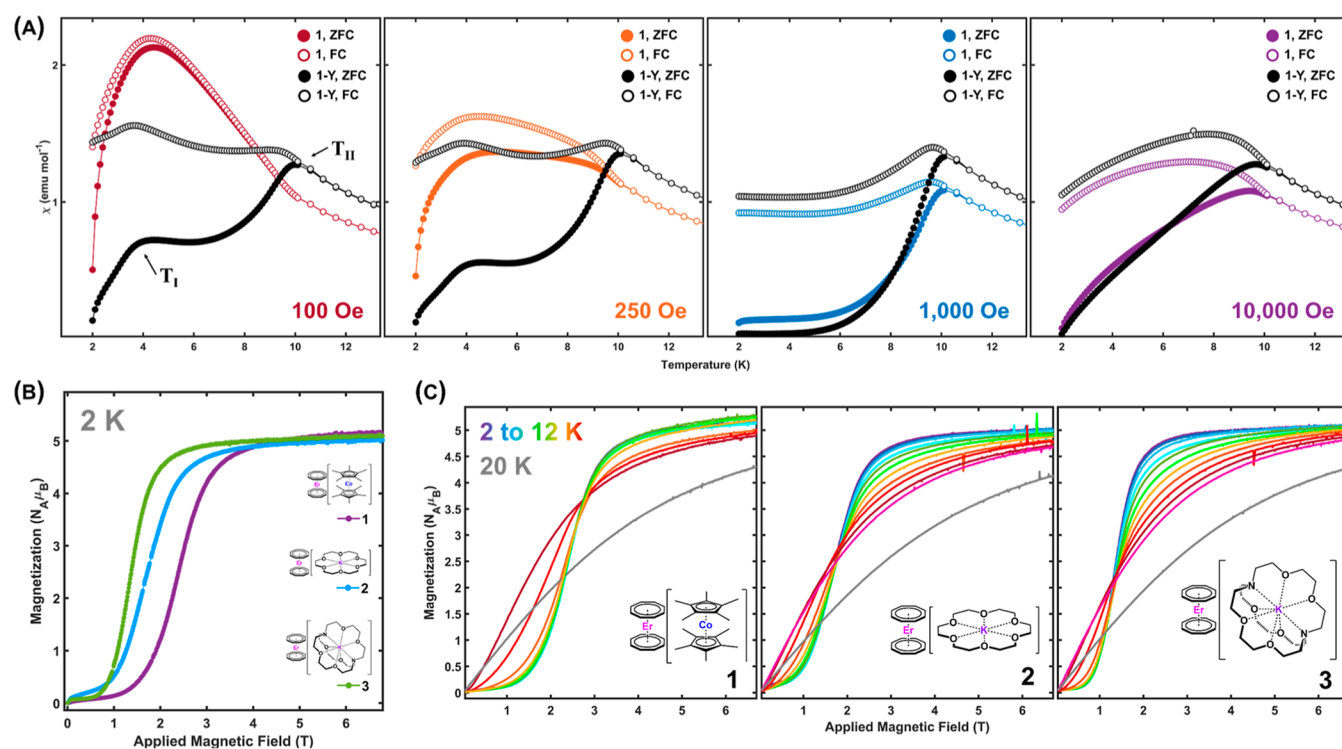 (A)
1, ZFC
1, FC
1-Y, ZFC
1-Y, FC
1, ZFC
1, FC
1-Y, ZFC
1-Y, FC
1, ZFC
1, FC
1-Y, ZFC
1-Y, FC
1, ZFC
1, FC
1-Y, ZFC
1-Y, FC
χ (emu mol⁻¹)
2
1
T_II
T_I
100 Oe
250 Oe
1,000 Oe
10,000 Oe
2 4 6 8 10 12
2 4 6 8 10 12
2 4 6 8 10 12
2 4 6 8 10 12
Temperature (K)
(B)
2 K
Magnetization (N_Aμ_B)
5
4
3
2
1
0
Er
Co
1
Er
K
2
Er
K
3
0 1 2 3 4 5 6
Applied Magnetic Field (T)
(C)
2 to 12 K
20 K
Magnetization (N_Aμ_B)
5
4.5
4
3.5
3
2.5
2
1.5
1
0.5
0
Er
Co
1
Er
O
O
O
K
O
O
O
2
Er
N
O
O
K
O
O
O
O
N
3
1 2 3 4 5 6
0 1 2 3 4 5 6
0 1 2 3 4 5 6
Applied Magnetic Field (T)